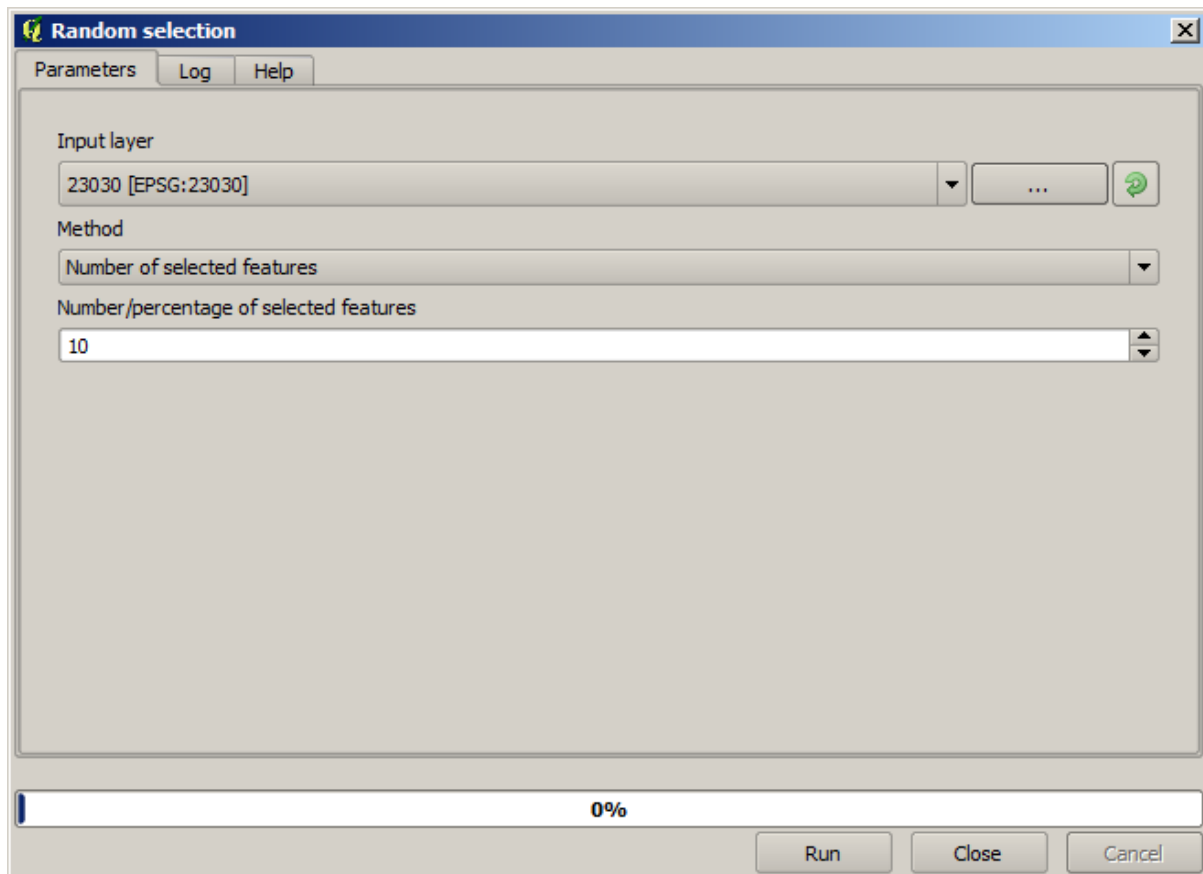 Random selection
Parameters Log Help
Input layer
23030 [EPSG:23030] ...
Method
Number of selected features
Number/percentage of selected features
10
0%
Run Close Cancel